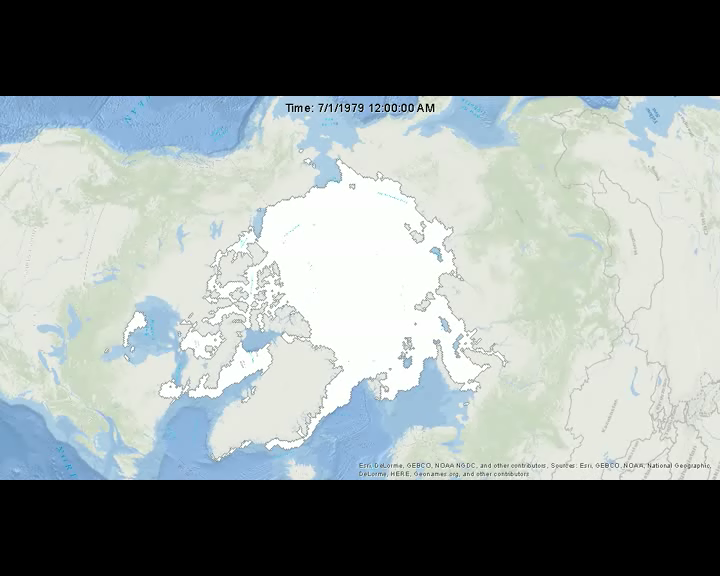 Time: 7/1/1979 12:00:00 AM
Esri, DeLorme, GEBCO, NOAA NGDC, and other contributors, Sources: Esri, GEBCO, NOAA, National Geographic,
DeLorme, HERE, Geonames.org, and other contributors